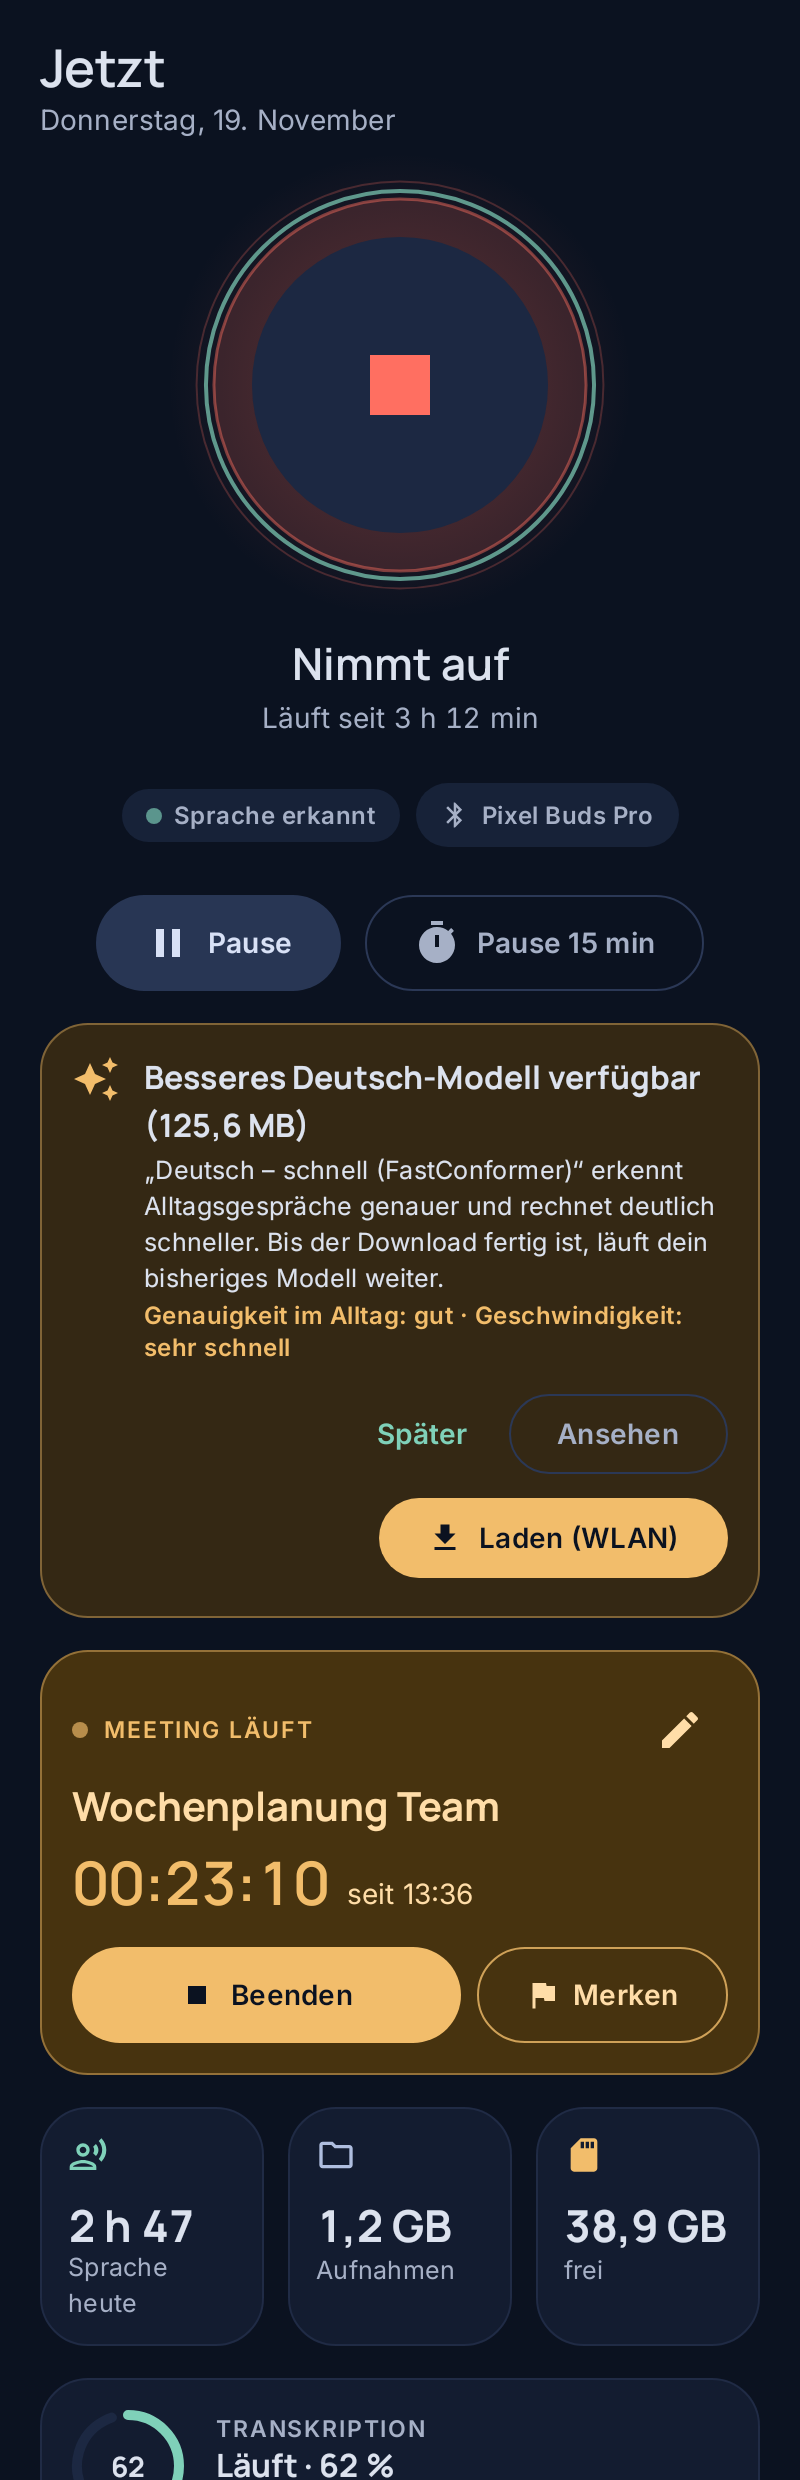 Jetzt
Donnerstag, 19. November
Nimmt auf
Läuft seit 3 h 12 min
Sprache erkannt
Pixel Buds Pro
Pause
Pause 15 min
Besseres Deutsch-Modell verfügbar
(125,6 MB)
„Deutsch – schnell (FastConformer)“ erkennt
Alltagsgespräche genauer und rechnet deutlich
schneller. Bis der Download fertig ist, läuft dein
bisheriges Modell weiter.
Genauigkeit im Alltag: gut · Geschwindigkeit:
sehr schnell
Später
Ansehen
Laden (WLAN)
MEETING LÄUFT
Wochenplanung Team
00:23:10 seit 13:36
Beenden
Merken
2 h 47
Sprache
heute
1,2 GB
Aufnahmen
38,9 GB
frei
62
TRANSKRIPTION
Läuft · 62 %